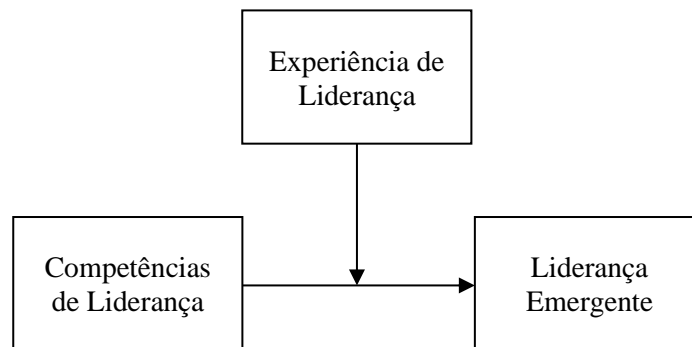 Experiência de
Liderança
Competências
de Liderança
Liderança
Emergente